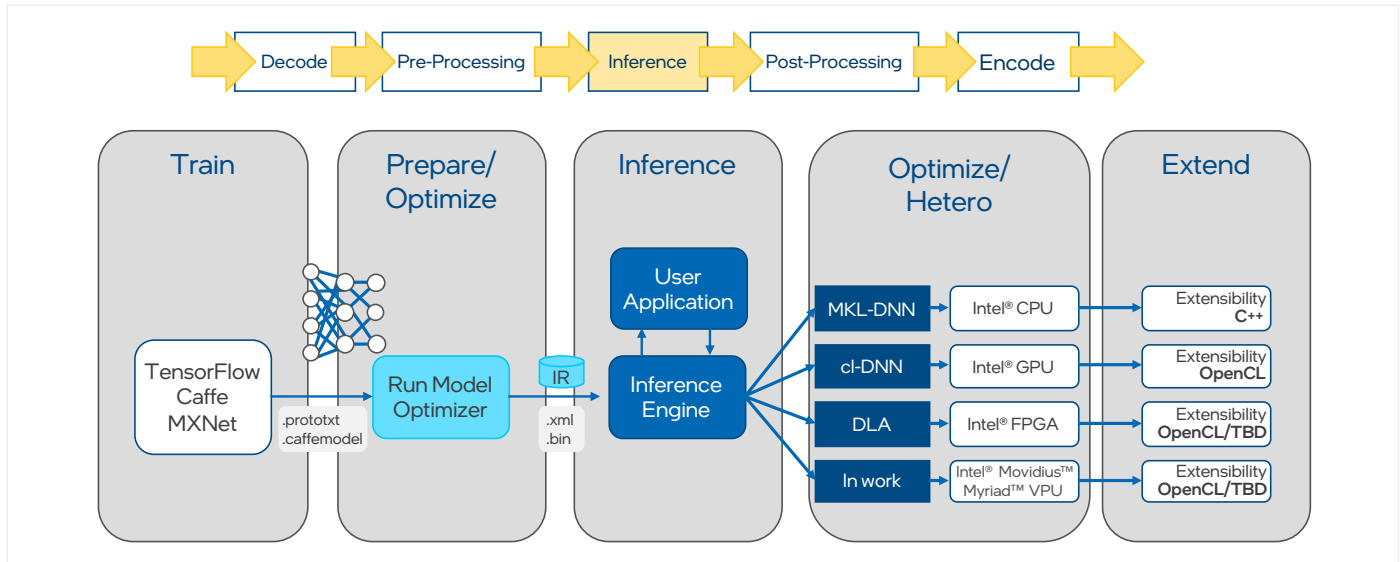 Decode
Pre-Processing
Inference
Post-Processing
Encode
Train
Prepare/
Optimize
Inference
Optimize/
Hetero
Extend
TensorFlow
Caffe
MXNet
.prototxt
.caffemodel
Run Model
Optimizer
IR
.xml
.bin
User
Application
Inference
Engine
MKL-DNN
Intel® CPU
Extensibility
C++
cl-DNN
Intel® GPU
Extensibility
OpenCL
DLA
Intel® FPGA
Extensibility
OpenCL/TBD
In work
Intel® Movidius™
Myriad™ VPU
Extensibility
OpenCL/TBD